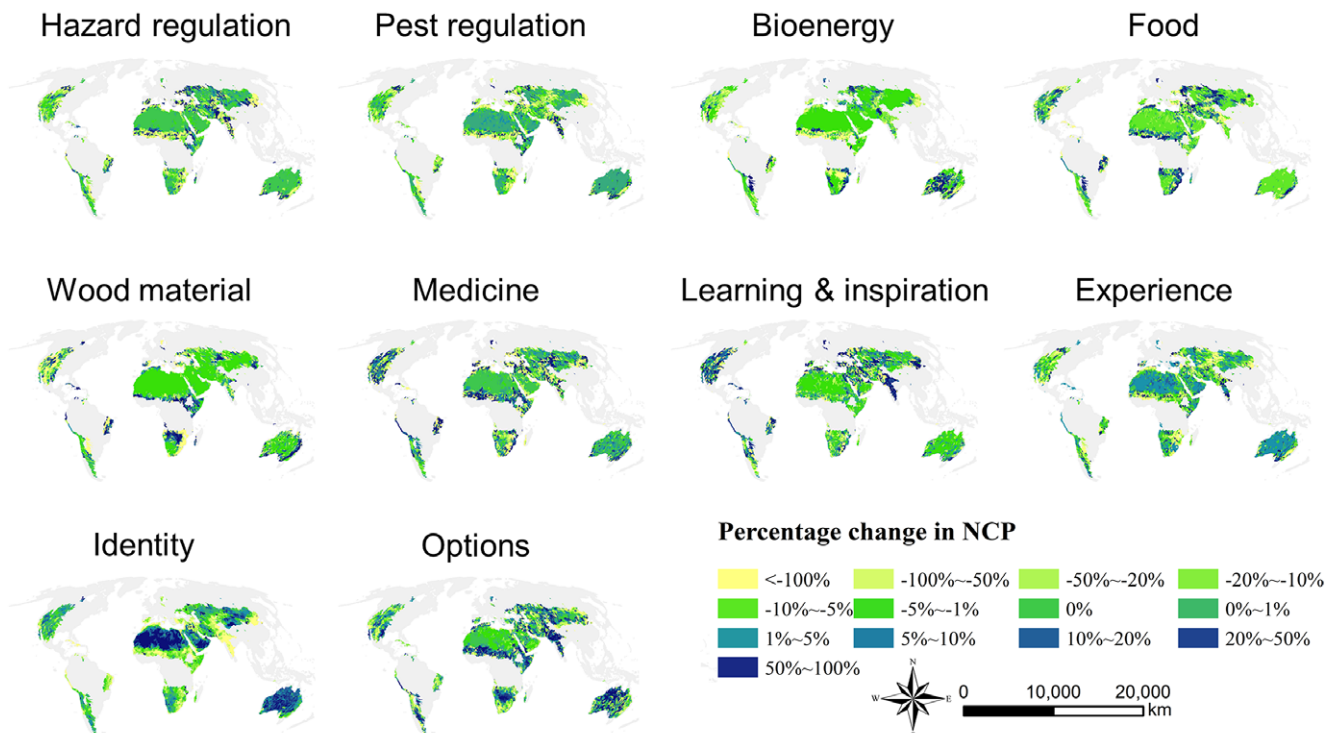 Hazard regulation
Pest regulation
Bioenergy
Food
Wood material
Medicine
Learning & inspiration
Experience
Identity
Options
Percentage change in NCP
<-100%
-100%~-50%
-50%~-20%
-20%~-10%
-10%~-5%
-5%~-1%
0%
0%~1%
1%~5%
5%~10%
10%~20%
20%~50%
50%~100%
N
W
E
S
0 10,000 20,000
km